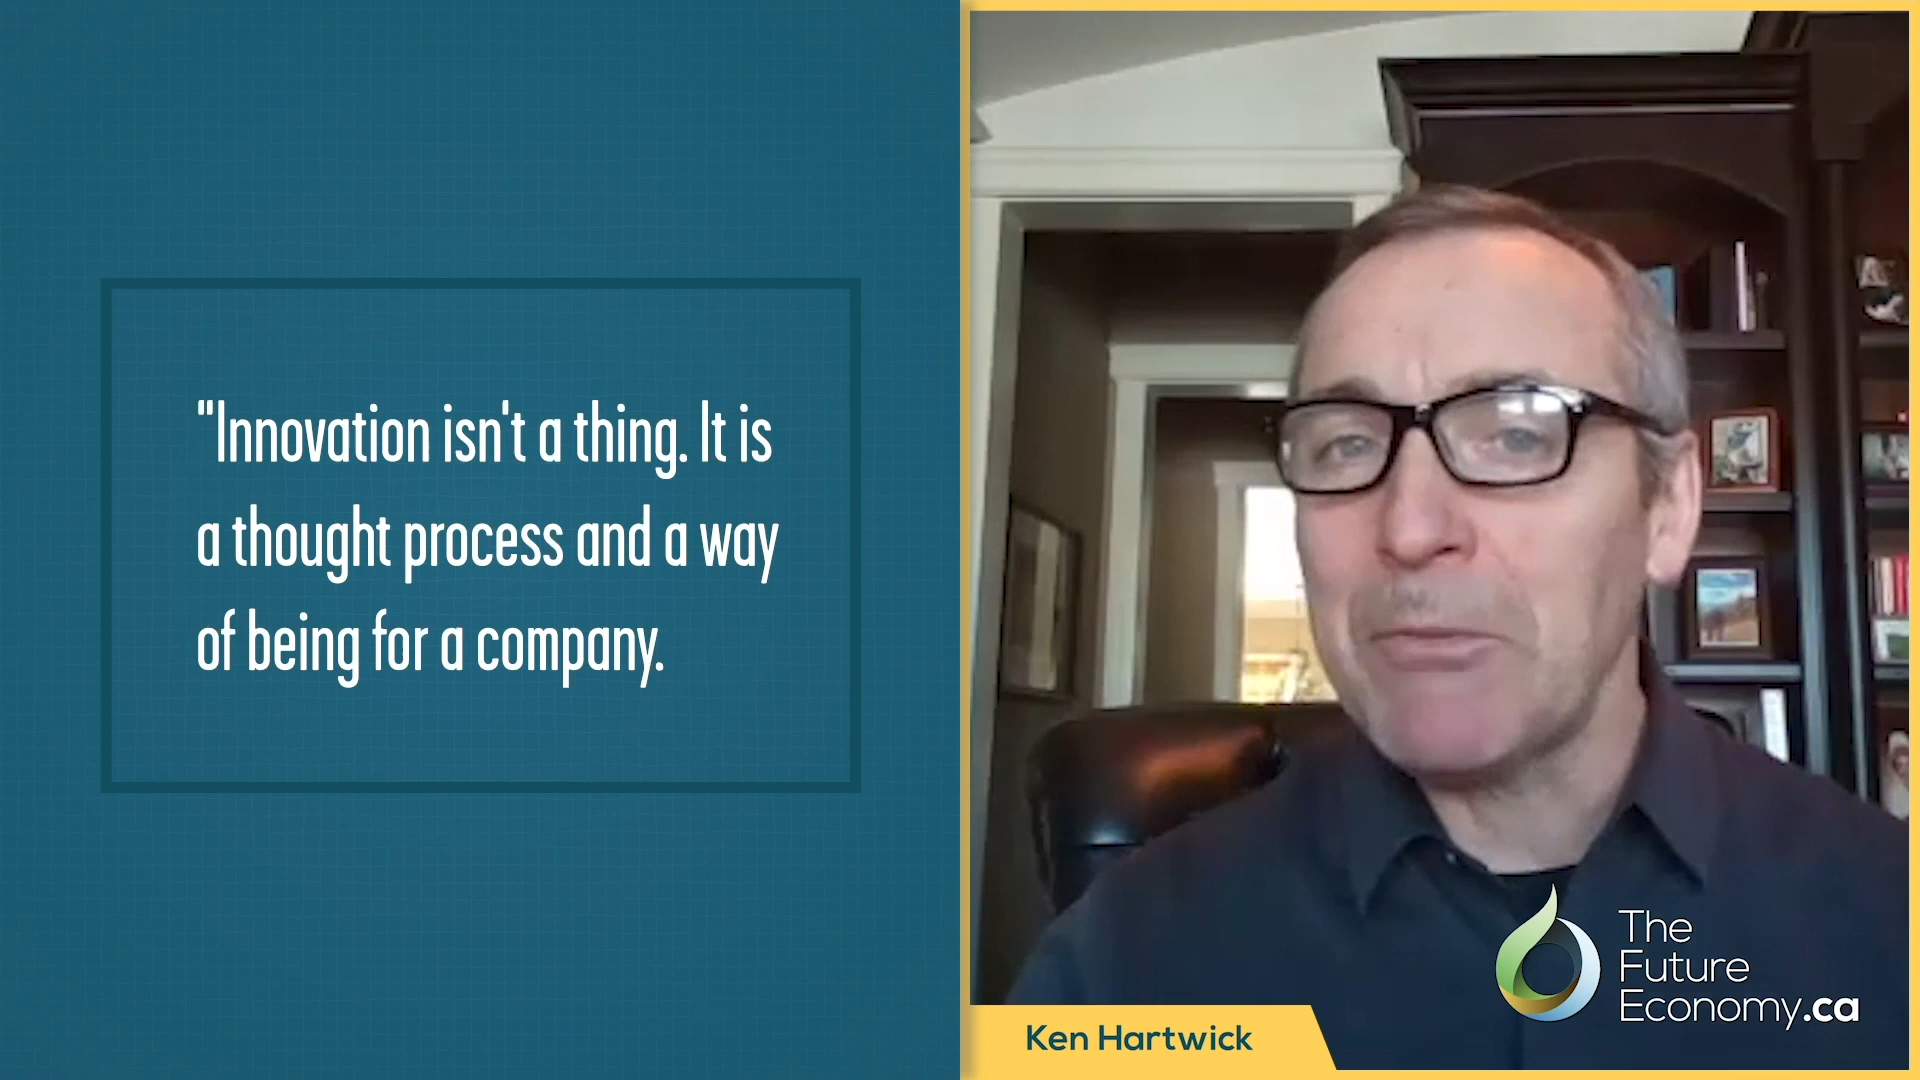 "Innovation isn't a thing. It is
a thought process and a way
of being for a company.
The
Future
Economy.ca
Ken Hartwick